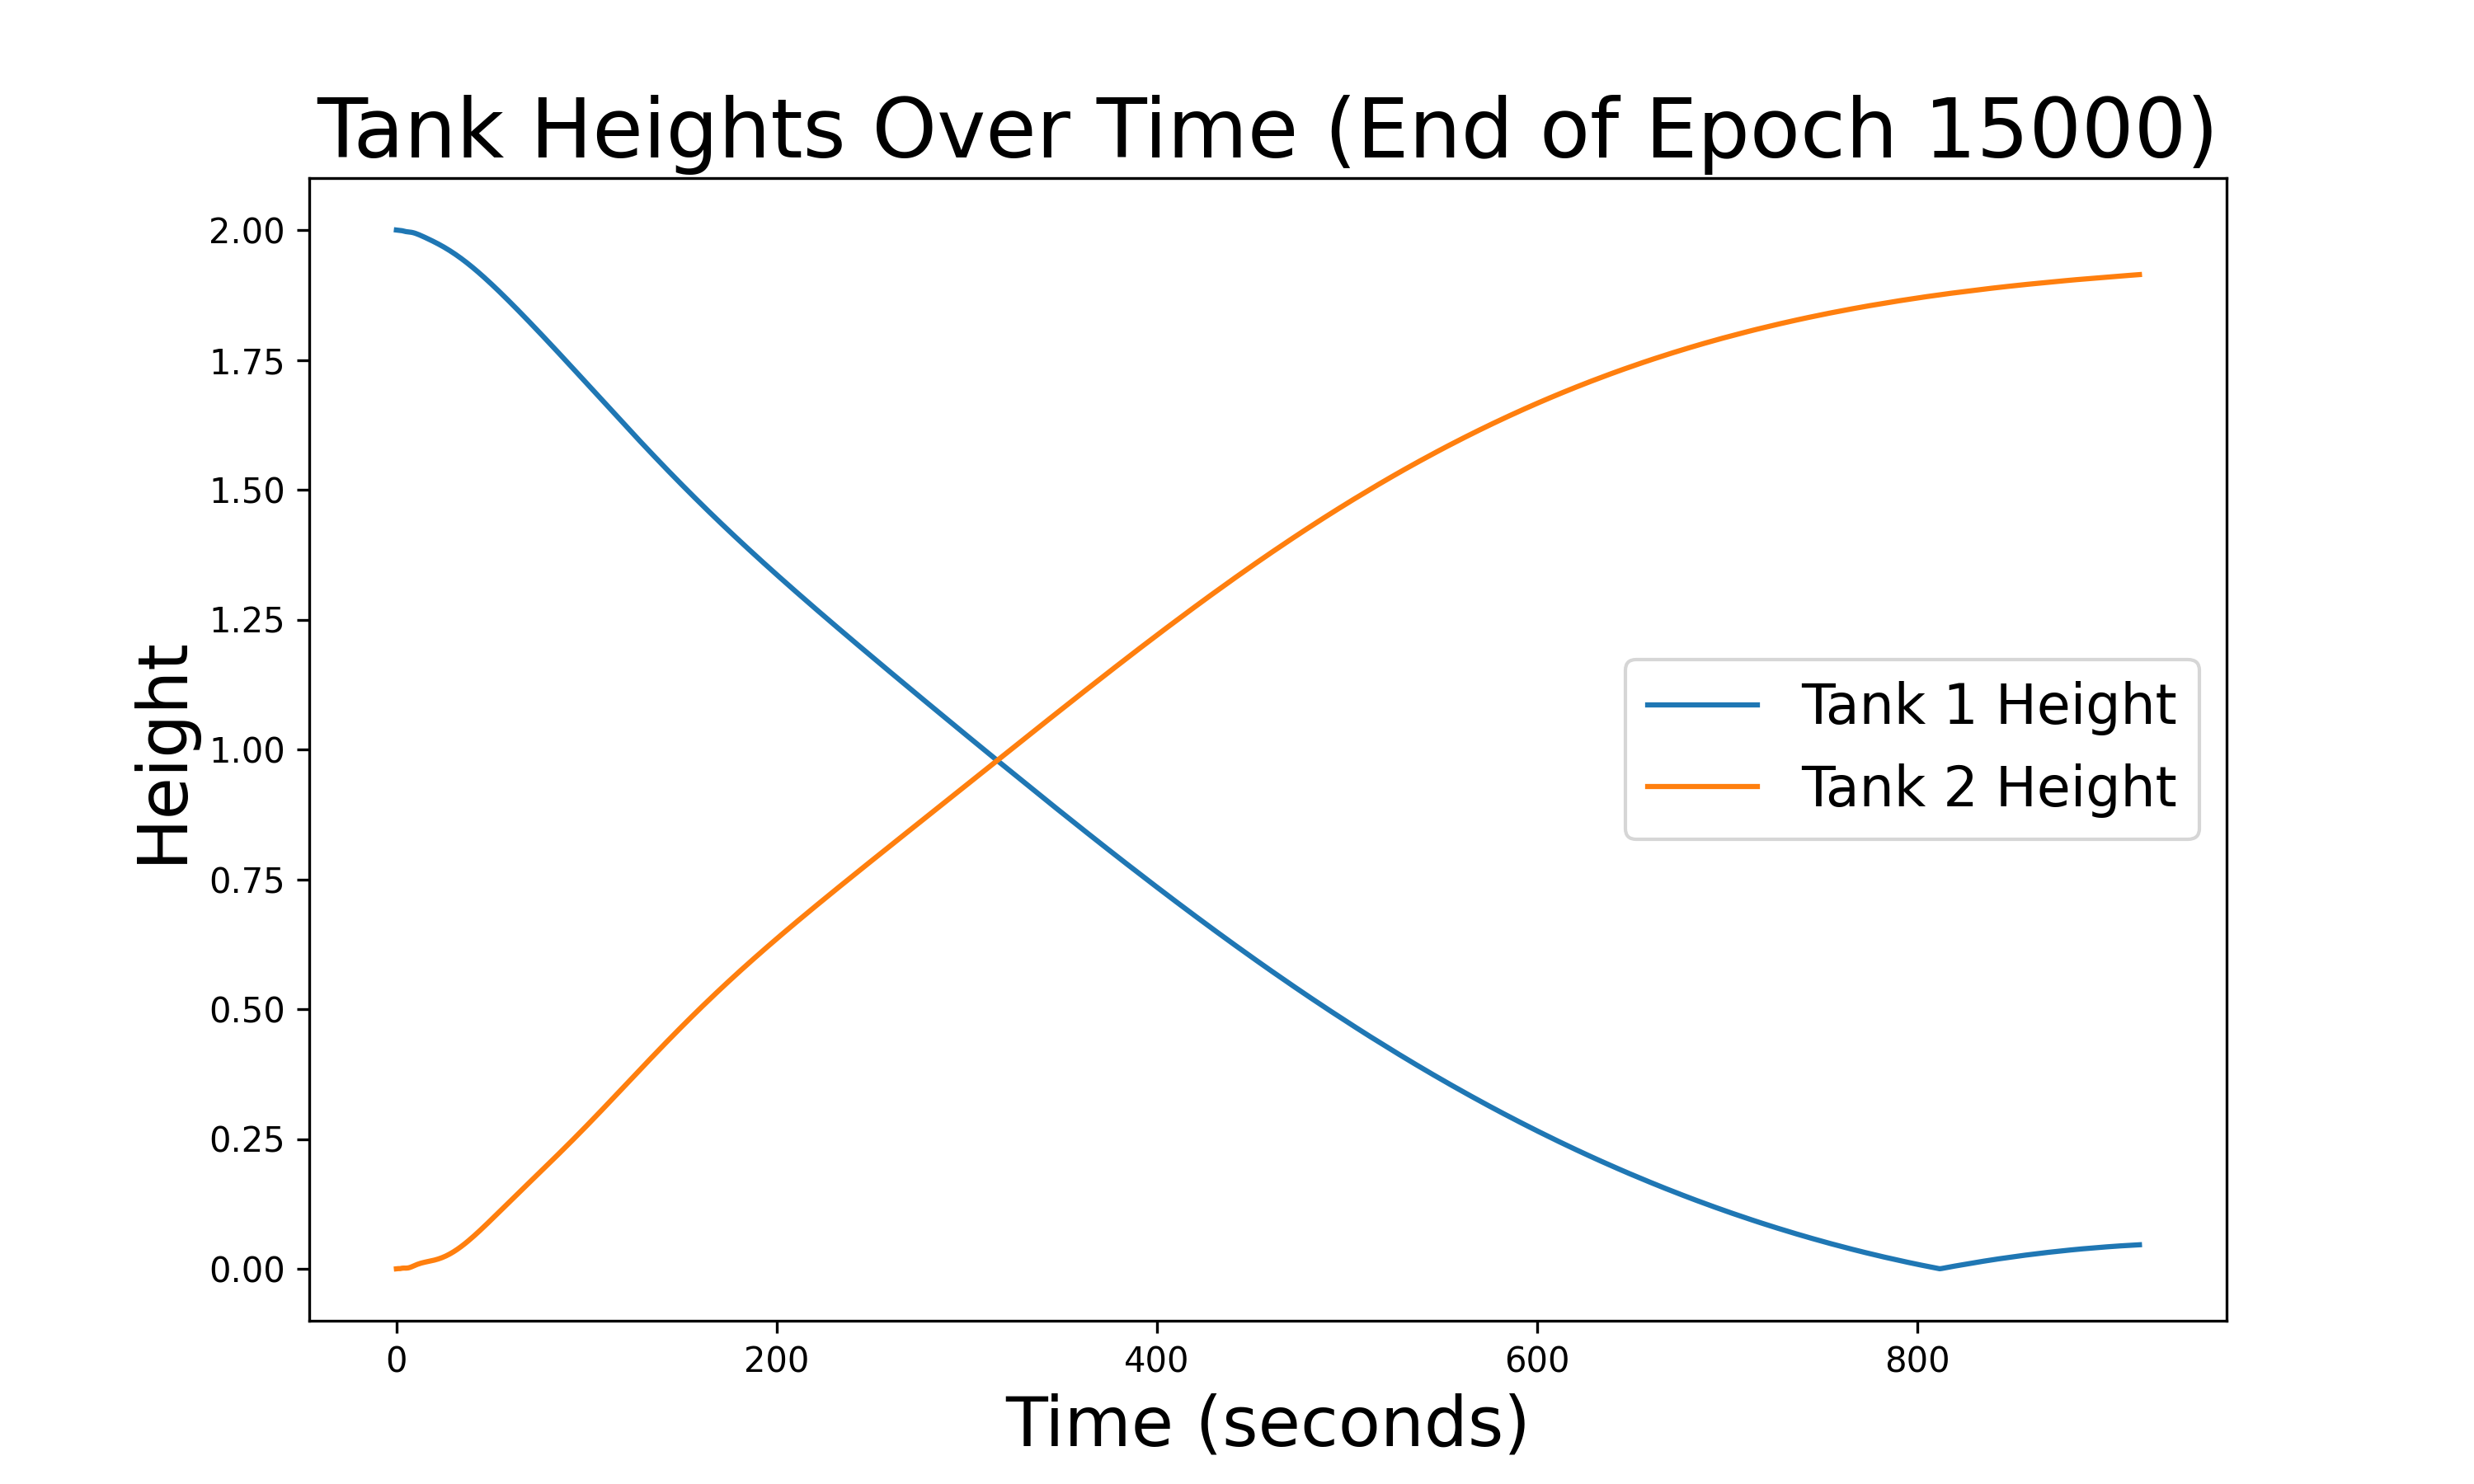 Tank Heights Over Time (End of Epoch 15000)
Height
2.00
1.75
1.50
1.25
1.00
0.75
0.50
0.25
0.00
Tank 1 Height
Tank 2 Height
0 200 400 600 800
Time (seconds)